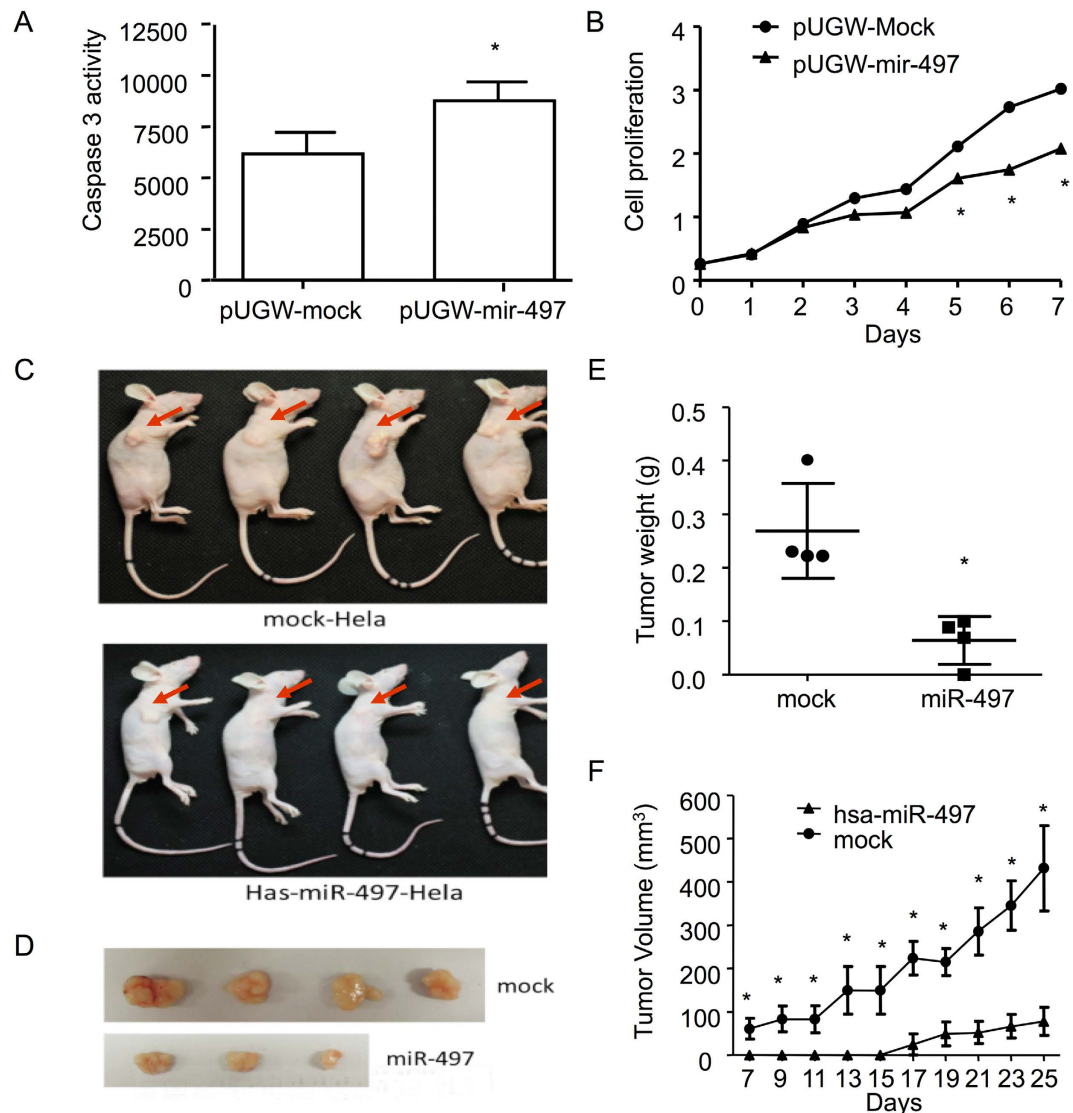 A
Caspase 3 activity
12500
10000
7500
5000
2500
0
*
pUGW-mock
pUGW-mir-497
B
Cell proliferation
4
3
2
1
0
pUGW-Mock
pUGW-mir-497
* * *
0 1 2 3 4 5 6 7
Days
C
mock-Hela
Has-miR-497-Hela
D
mock
miR-497
E
Tumor weight (g)
0.5
0.4
0.3
0.2
0.1
0.0
*
mock
miR-497
F
Tumor Volume (mm³)
600
500
400
300
200
100
0
hsa-miR-497
mock
* * * * * * * * * *
7 9 11 13 15 17 19 21 23 25
Days